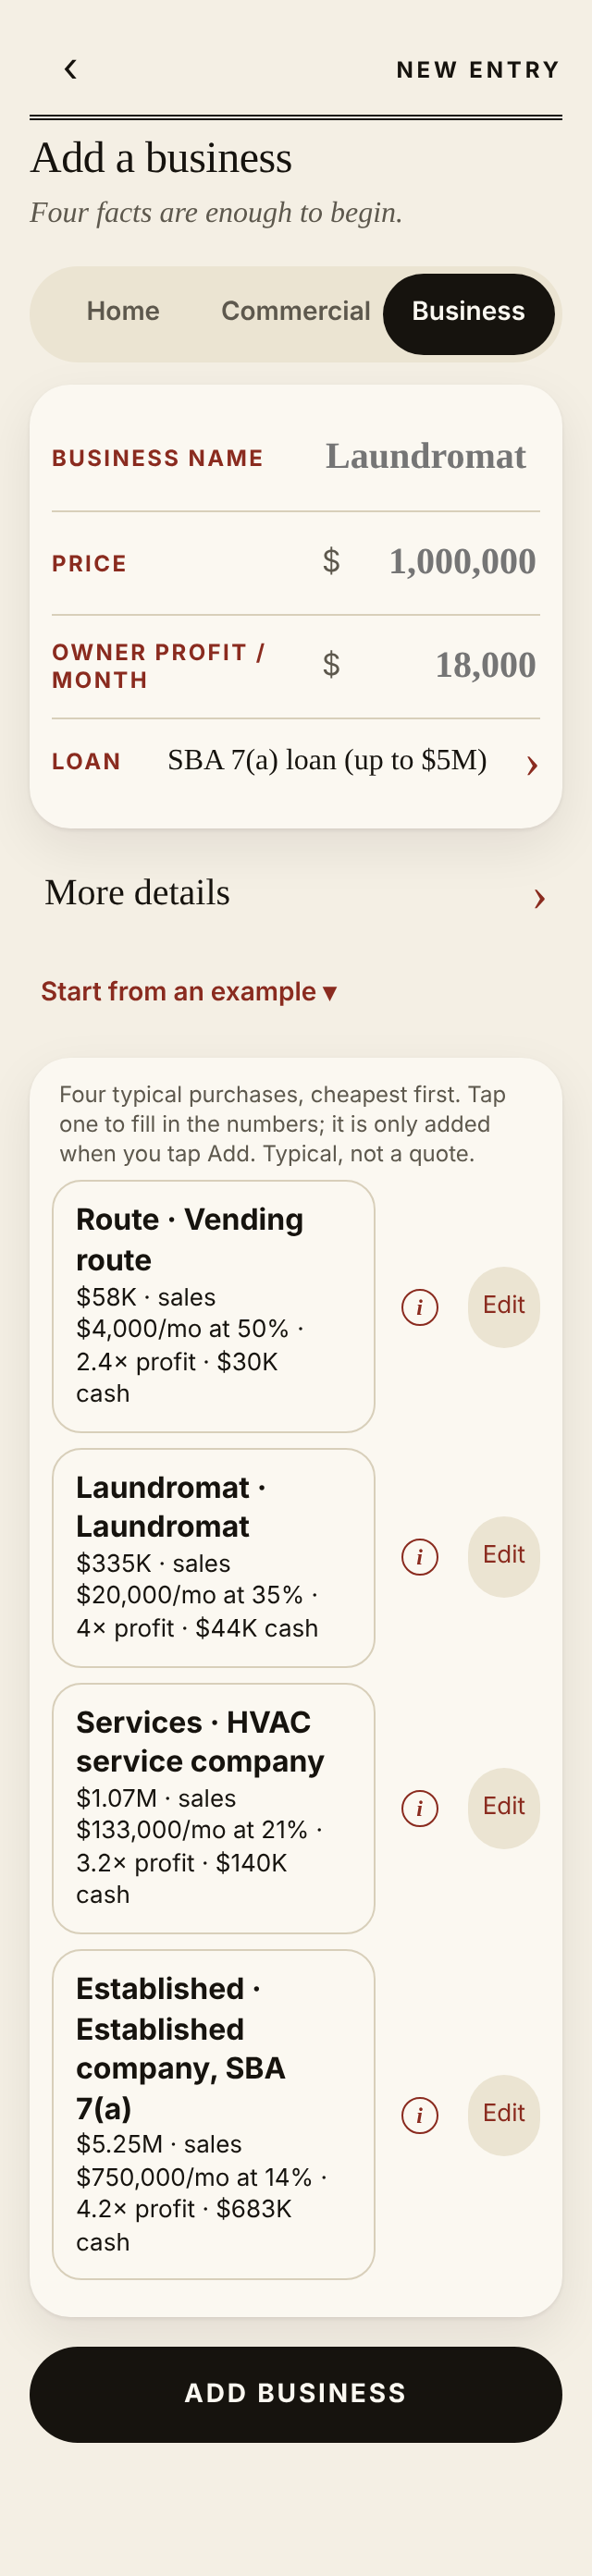 ‹ NEW ENTRY
Add a business
Four facts are enough to begin.
Home Commercial Business
BUSINESS NAME Laundromat
PRICE $ 1,000,000
OWNER PROFIT /
MONTH $ 18,000
LOAN SBA 7(a) loan (up to $5M) ›
More details ›
Start from an example ▾
Four typical purchases, cheapest first. Tap
one to fill in the numbers; it is only added
when you tap Add. Typical, not a quote.
Route · Vending
route
$58K · sales
$4,000/mo at 50% ·
2.4× profit · $30K
cash
i Edit
Laundromat ·
Laundromat
$335K · sales
$20,000/mo at 35% ·
4× profit · $44K cash
i Edit
Services · HVAC
service company
$1.07M · sales
$133,000/mo at 21% ·
3.2× profit · $140K
cash
i Edit
Established ·
Established
company, SBA
7(a)
$5.25M · sales
$750,000/mo at 14% ·
4.2× profit · $683K
cash
i Edit
ADD BUSINESS